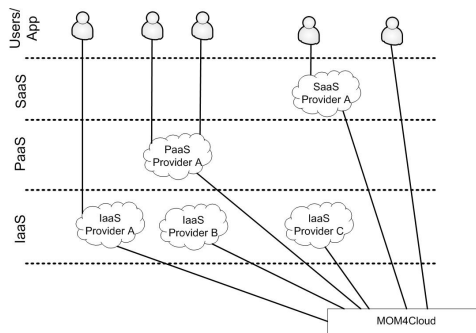 Users/
App
SaaS
SaaS
Provider A
PaaS
PaaS
Provider A
IaaS
IaaS
Provider A
IaaS
Provider B
IaaS
Provider C
MOM4Cloud